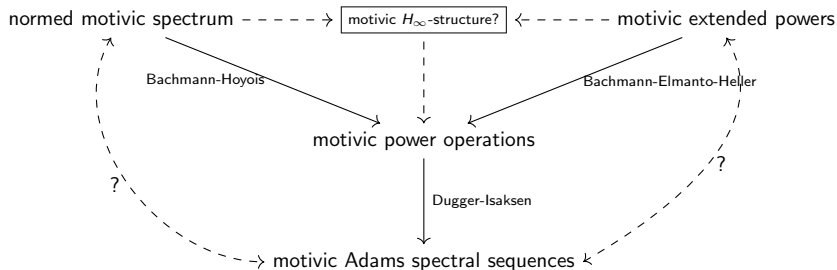 normed motivic spectrum
motivic H∞-structure?
motivic extended powers
Bachmann-Hoyois
Bachmann-Elmanto-Heller
motivic power operations
?
?
Dugger-Isaksen
motivic Adams spectral sequences